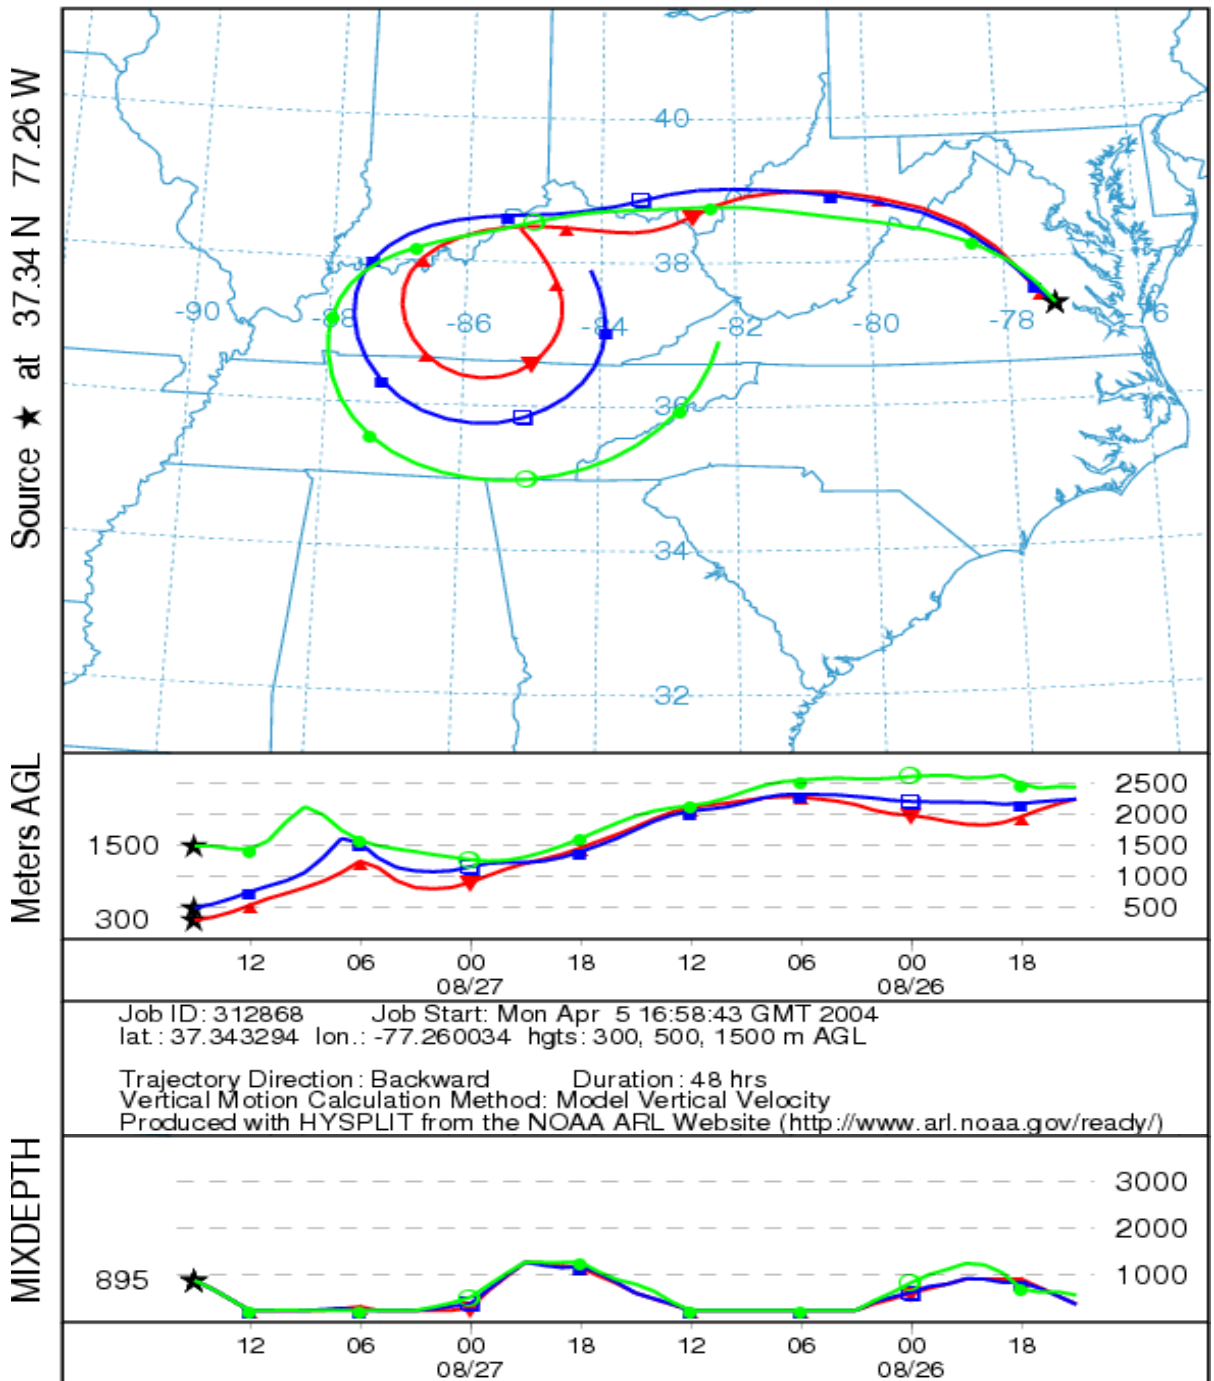 Source ★ at 37.34 N 77.26 W
40
38
-90
-88
-86
-84
-82
-80
-78
-76
36
34
32
Meters AGL
2500
2000
1500
1500
1000
500
300
12 06 00 18 12 06 00 18
08/27 08/26
Job ID: 312868 Job Start: Mon Apr 5 16:58:43 GMT 2004
lat.: 37.343294 lon.: -77.260034 hgts: 300, 500, 1500 m AGL
Trajectory Direction: Backward Duration: 48 hrs
Vertical Motion Calculation Method: Model Vertical Velocity
Produced with HYSPLIT from the NOAA ARL Website (http://www.arl.noaa.gov/ready/)
MIXDEPTH
3000
2000
895
1000
12 06 00 18 12 06 00 18
08/27 08/26